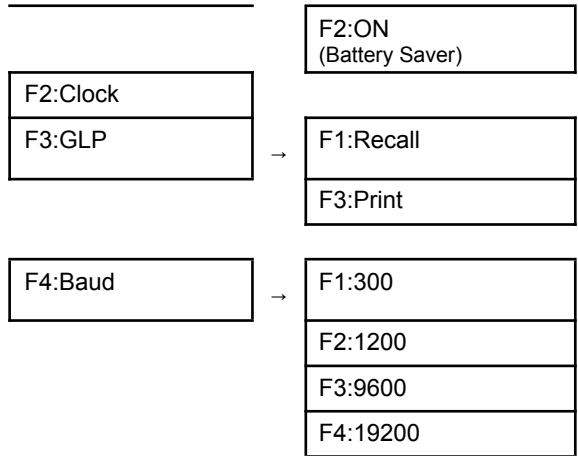 F2:ON
(Battery Saver)
F2:Clock
F3:GLP
→
F1:Recall
F3:Print
F4:Baud
→
F1:300
F2:1200
F3:9600
F4:19200